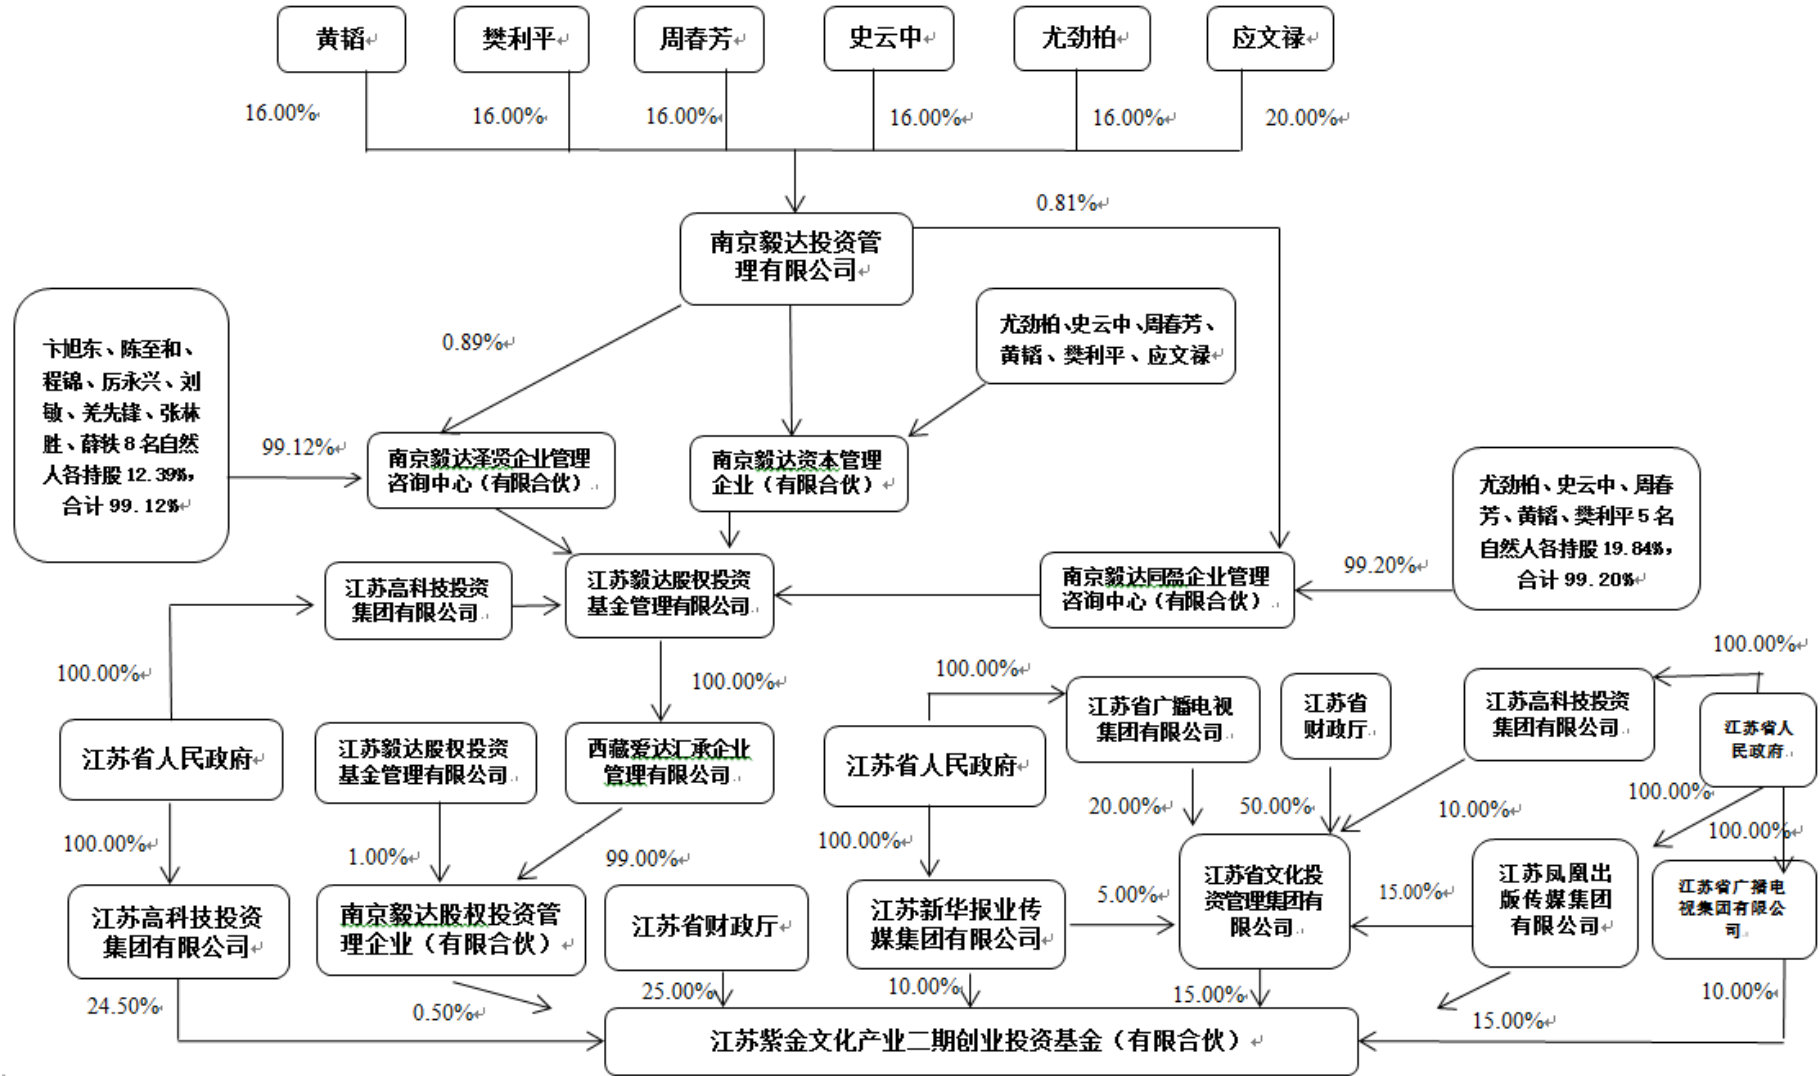 黄韬
樊利平
周春芳
史云中
尤劲柏
应文禄
16.00%
16.00%
16.00%
16.00%
16.00%
20.00%
0.81%
南京毅达投资管
理有限公司
尤劲柏、史云中、周春芳、
黄韬、樊利平、应文禄
0.89%
卞旭东、陈至和、
程锦、厉永兴、刘
敏、羌先锋、张林
胜、薛轶8名自然
人各持股12.39%，
合计99.12%
99.12%
南京毅达泽贤企业管理
咨询中心（有限合伙）
南京毅达资本管理
企业（有限合伙）
尤劲柏、史云中、周春
芳、黄韬、樊利平5名
自然人各持股19.84%，
合计99.20%
99.20%
江苏高科技投资
集团有限公司
江苏毅达股权投资
基金管理有限公司
南京毅达同盈企业管理
咨询中心（有限合伙）
100.00%
100.00%
100.00%
100.00%
江苏省人民政府
江苏毅达股权投资
基金管理有限公司
西藏爱达汇承企业
管理有限公司
江苏省人民政府
江苏省广播电视
集团有限公司
江苏省
财政厅
江苏高科技投资
集团有限公司
江苏省人
民政府
20.00%
50.00%
10.00%
100.00%
100.00%
100.00%
1.00%
99.00%
100.00%
江苏高科技投资
集团有限公司
南京毅达股权投资管
理企业（有限合伙）
江苏省财政厅
江苏新华报业传
媒集团有限公司
5.00%
江苏省文化投
资管理集团有
限公司
15.00%
江苏凤凰出
版传媒集团
有限公司
江苏省广播电
视集团有限公
司
24.50%
0.50%
25.00%
10.00%
15.00%
15.00%
10.00%
江苏紫金文化产业二期创业投资基金（有限合伙）